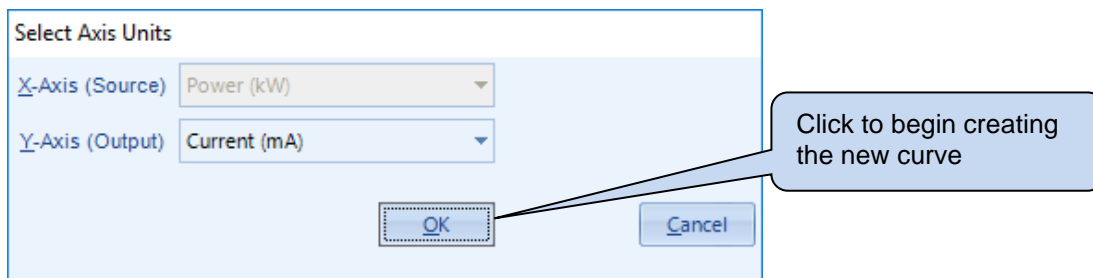 Select Axis Units
X-Axis (Source) Power (kW)
Y-Axis (Output) Current (mA)
Click to begin creating
the new curve
OK Cancel